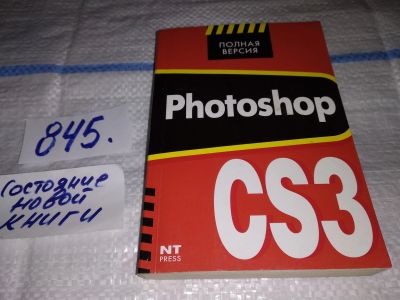 ПОЛНАЯ
ВЕРСИЯ
Photoshop
CS3
NT
PRESS
845.
Состояние
новой
книги